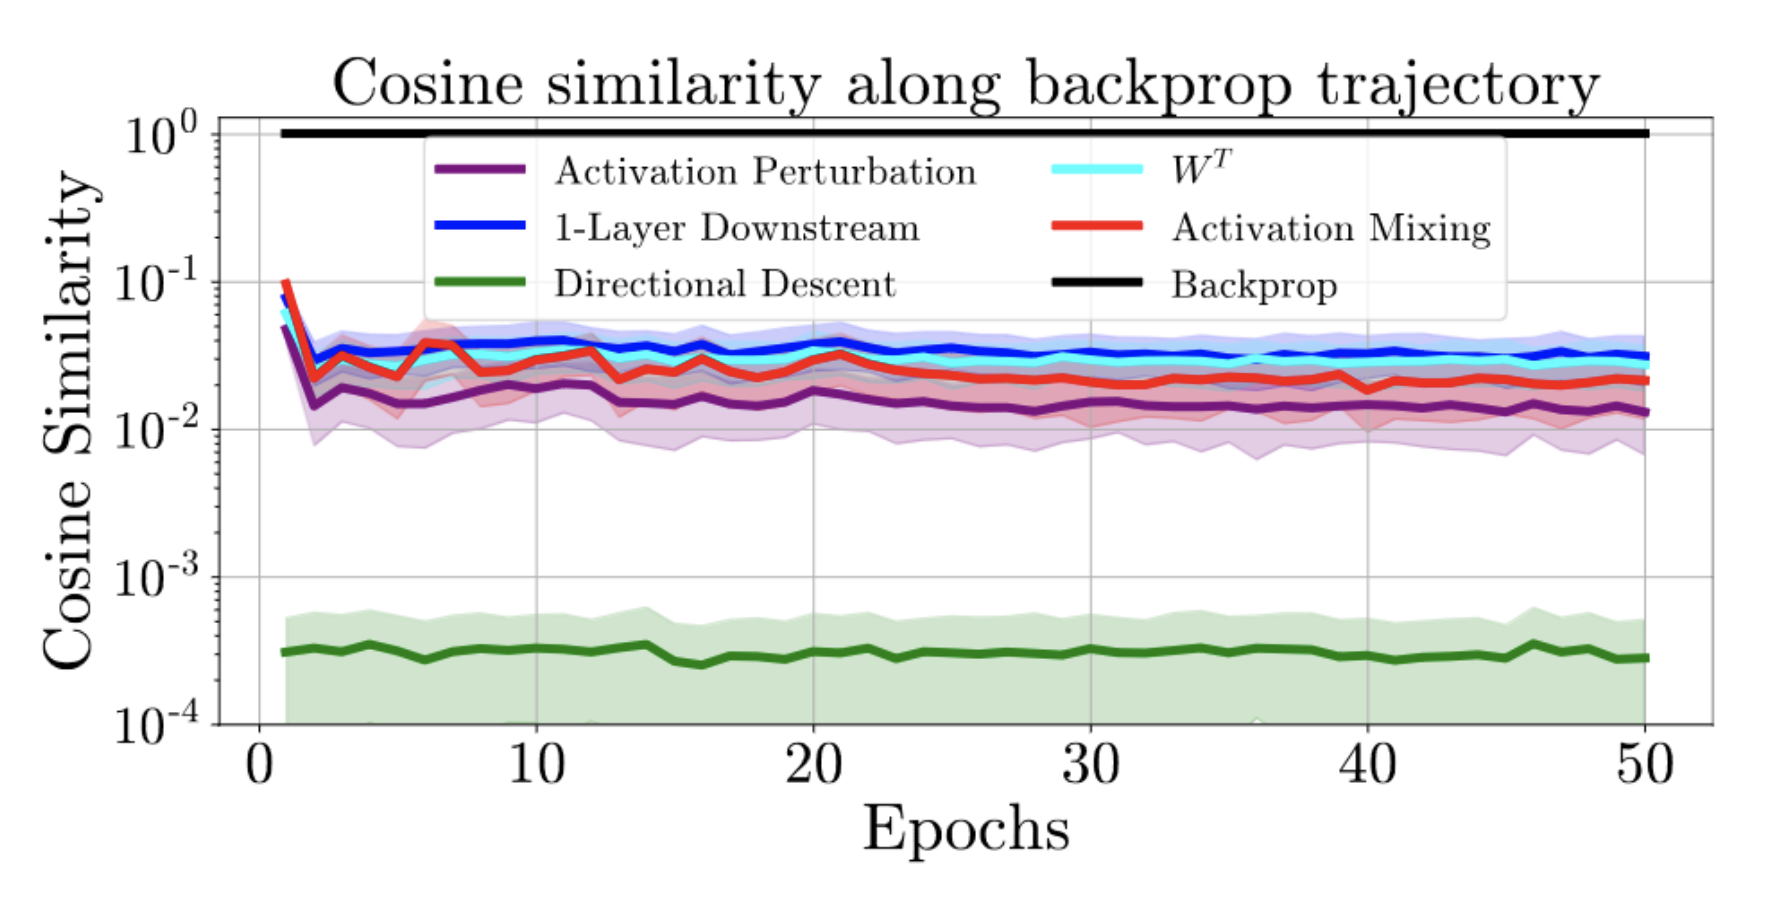 Cosine similarity along backprop trajectory
Cosine Similarity
10^0
10^-1
10^-2
10^-3
10^-4
Activation Perturbation
1-Layer Downstream
Directional Descent
W^T
Activation Mixing
Backprop
0 10 20 30 40 50
Epochs